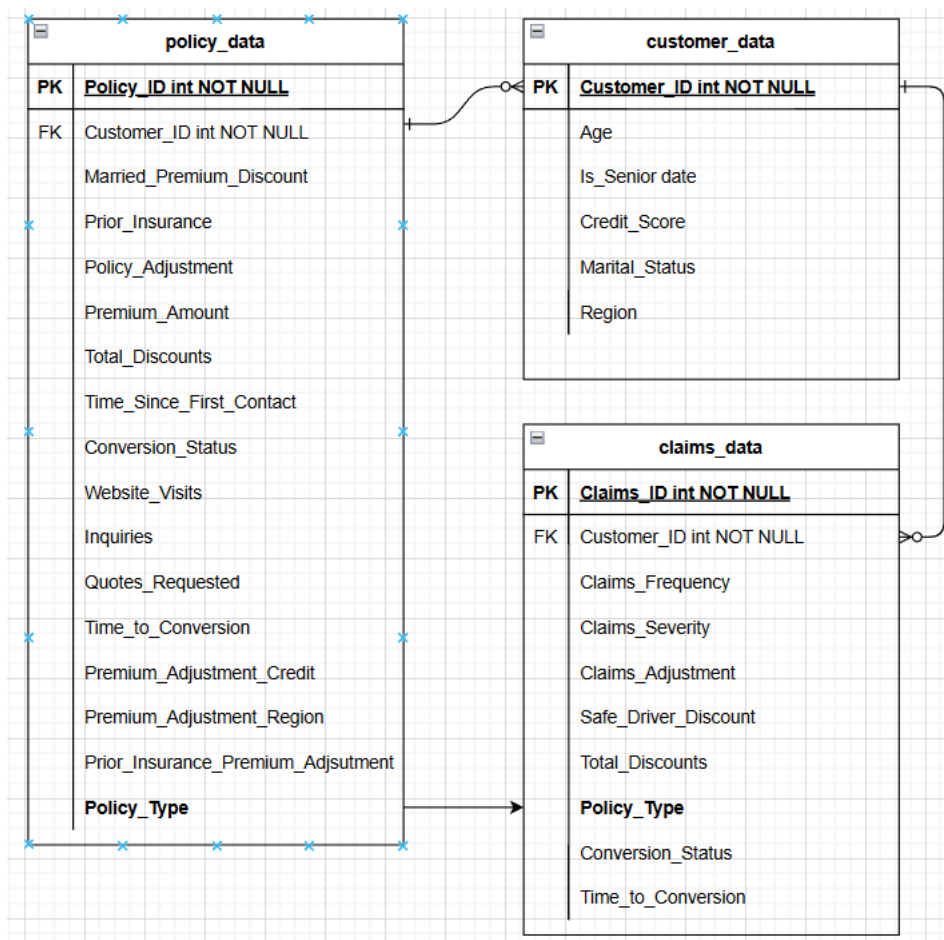 policy_data
PK Policy_ID int NOT NULL
FK Customer_ID int NOT NULL
Married_Premium_Discount
Prior_Insurance
Policy_Adjustment
Premium_Amount
Total_Discounts
Time_Since_First_Contact
Conversion_Status
Website_Visits
Inquiries
Quotes_Requested
Time_to_Conversion
Premium_Adjustment_Credit
Premium_Adjustment_Region
Prior_Insurance_Premium_Adjsutment
Policy_Type
customer_data
PK Customer_ID int NOT NULL
Age
Is_Senior date
Credit_Score
Marital_Status
Region
claims_data
PK Claims_ID int NOT NULL
FK Customer_ID int NOT NULL
Claims_Frequency
Claims_Severity
Claims_Adjustment
Safe_Driver_Discount
Total_Discounts
Policy_Type
Conversion_Status
Time_to_Conversion